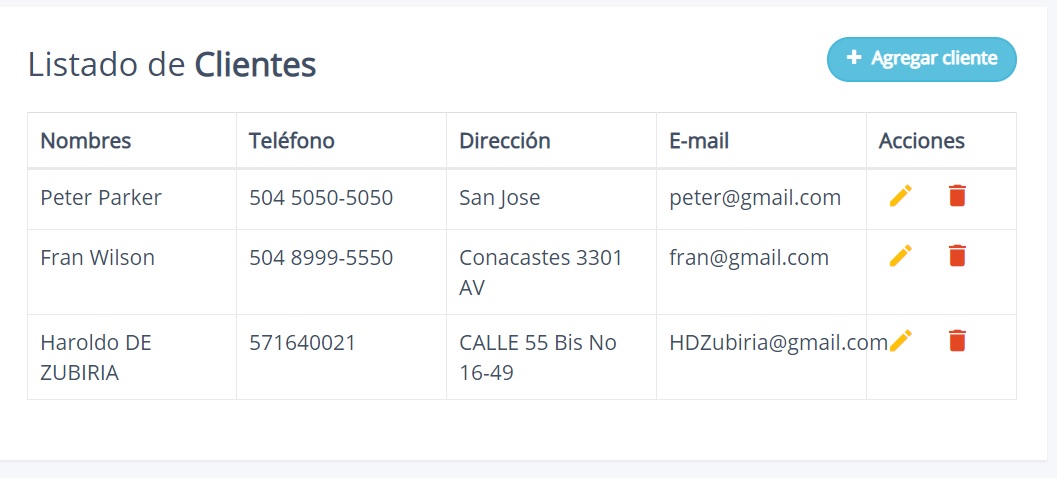 Listado de Clientes
+ Agregar cliente
Nombres Teléfono Dirección E-mail Acciones
Peter Parker 504 5050-5050 San Jose peter@gmail.com
Fran Wilson 504 8999-5550 Conacastes 3301 fran@gmail.com
AV
Haroldo DE 571640021 CALLE 55 Bis No HDZubiria@gmail.com
ZUBIRIA 16-49